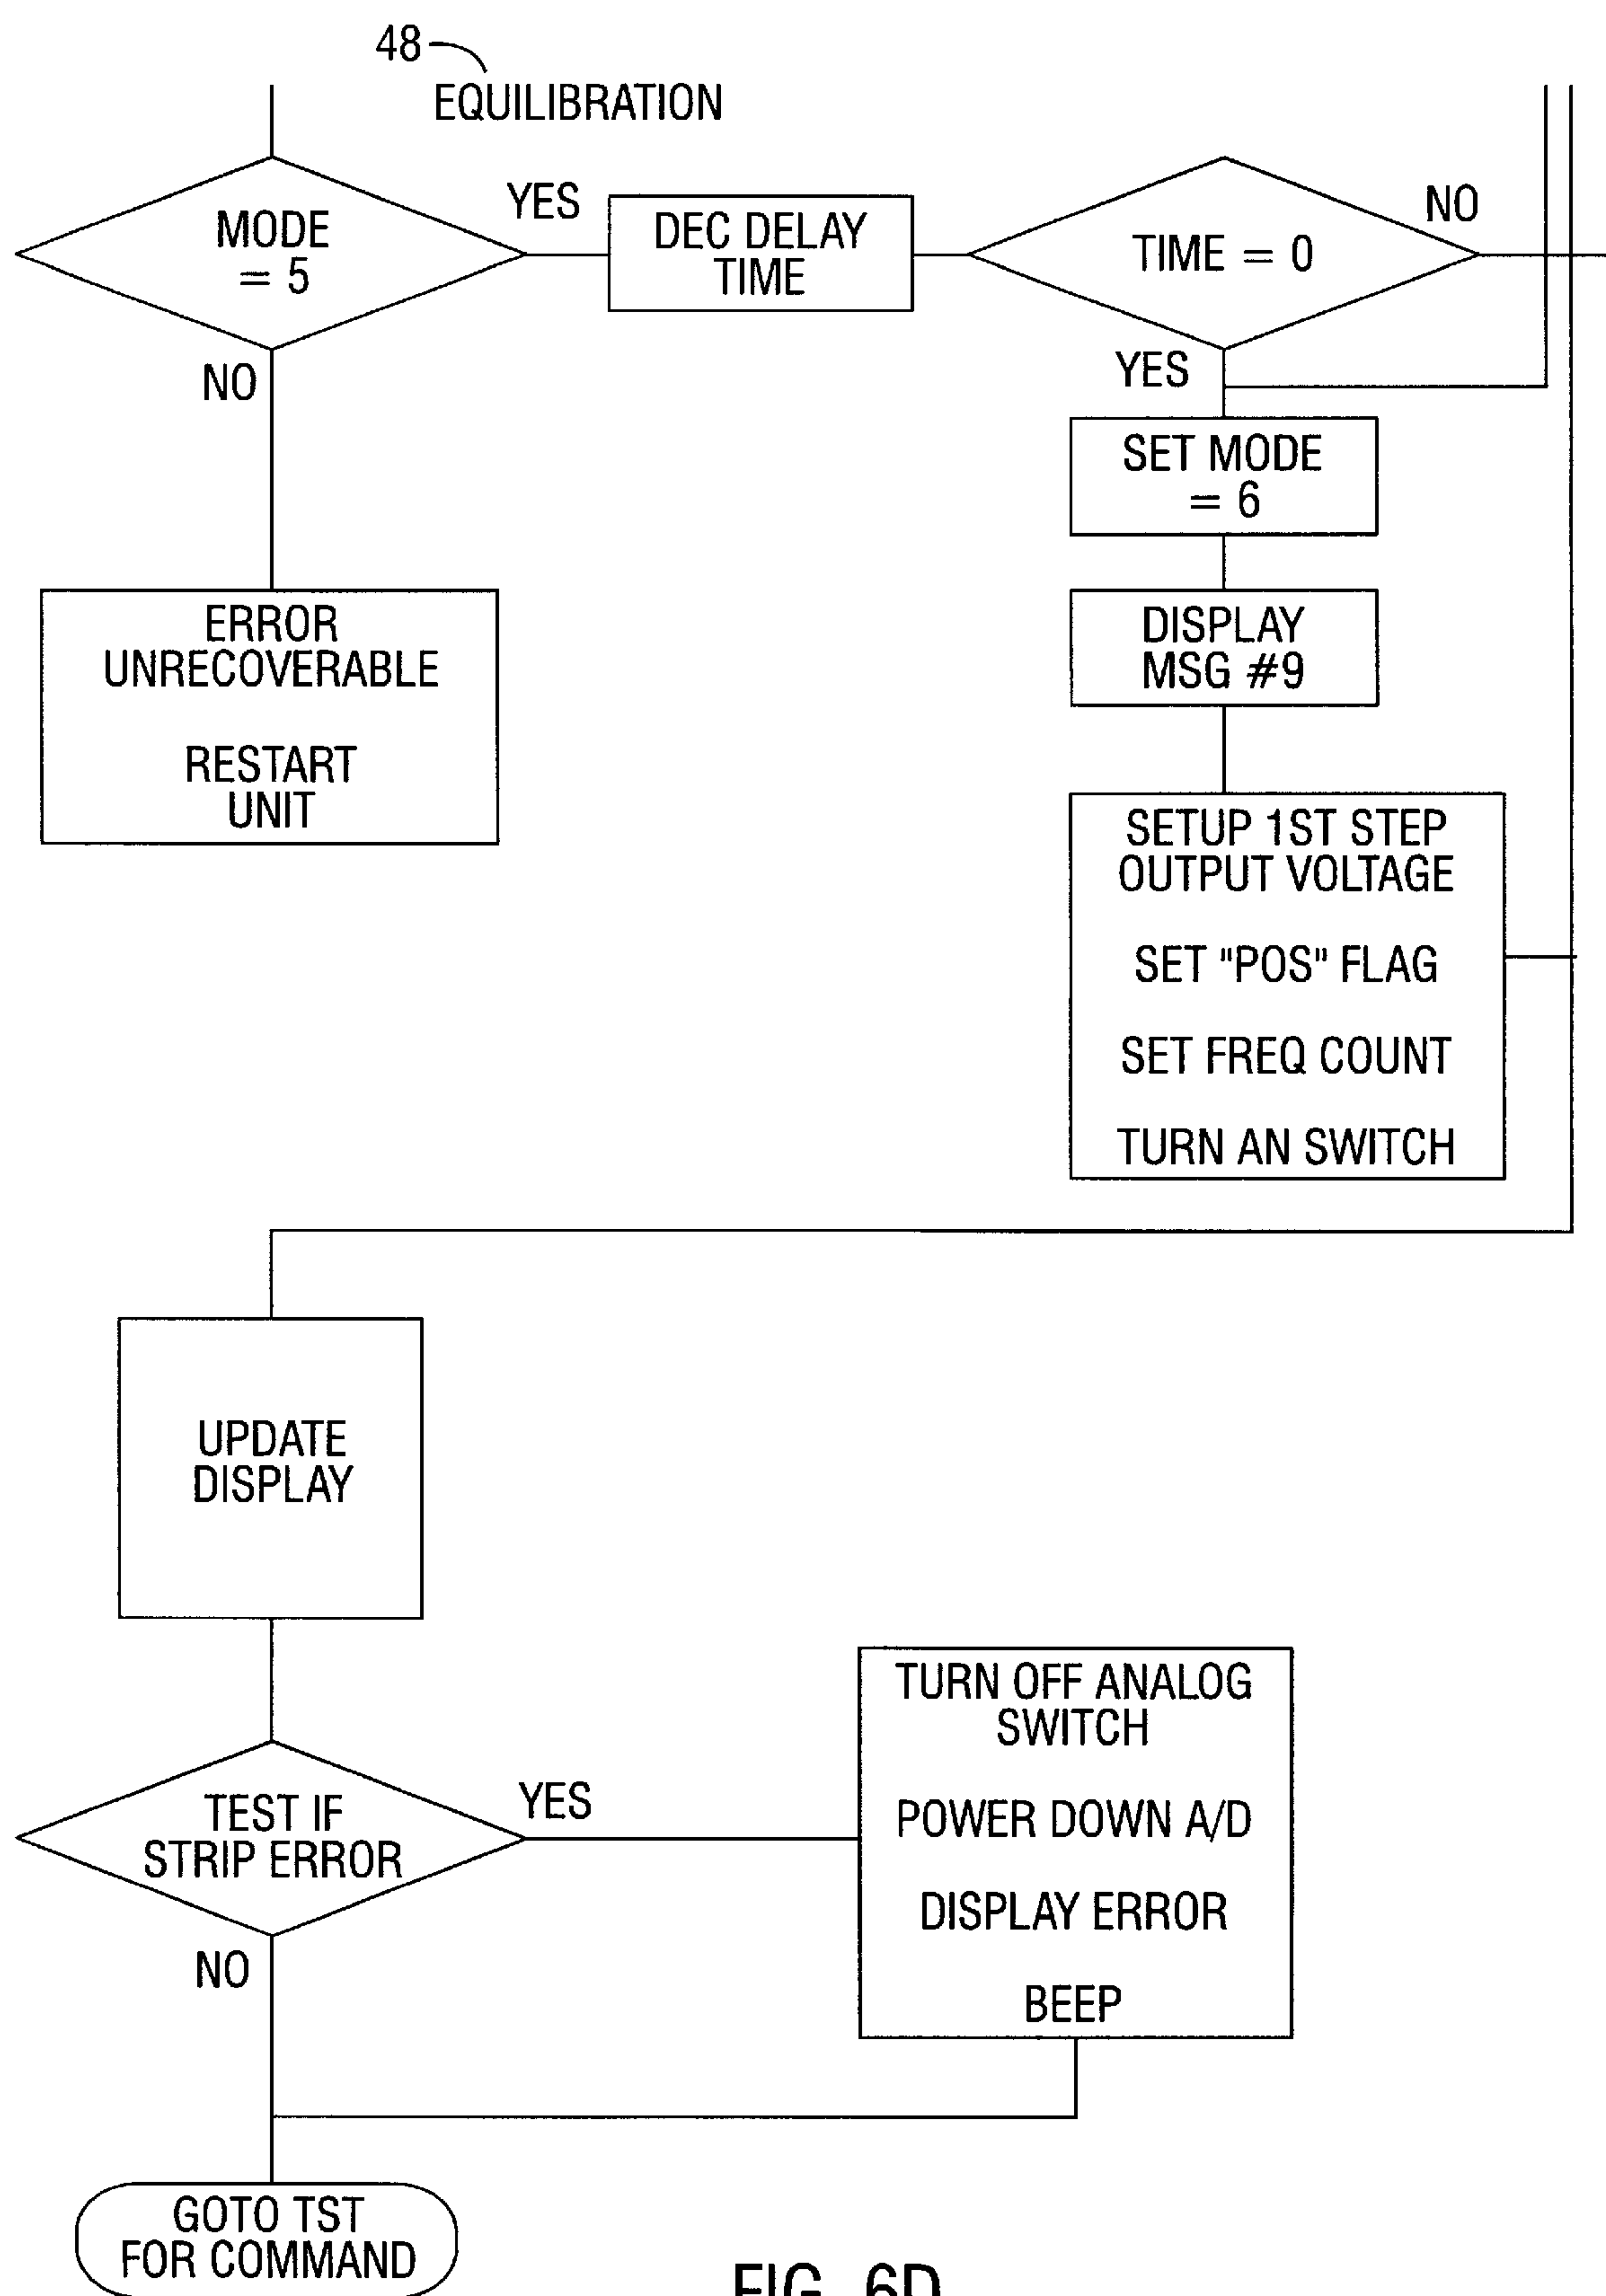 48
EQUILIBRATION
MODE
= 5
YES
DEC DELAY
TIME
TIME = 0
NO
NO
YES
SET MODE
= 6
ERROR
UNRECOVERABLE
RESTART
UNIT
DISPLAY
MSG #9
SETUP 1ST STEP
OUTPUT VOLTAGE
SET "POS" FLAG
SET FREQ COUNT
TURN AN SWITCH
UPDATE
DISPLAY
TEST IF
STRIP ERROR
YES
TURN OFF ANALOG
SWITCH
POWER DOWN A/D
DISPLAY ERROR
BEEP
NO
GOTO TST
FOR COMMAND
FIG. 6D